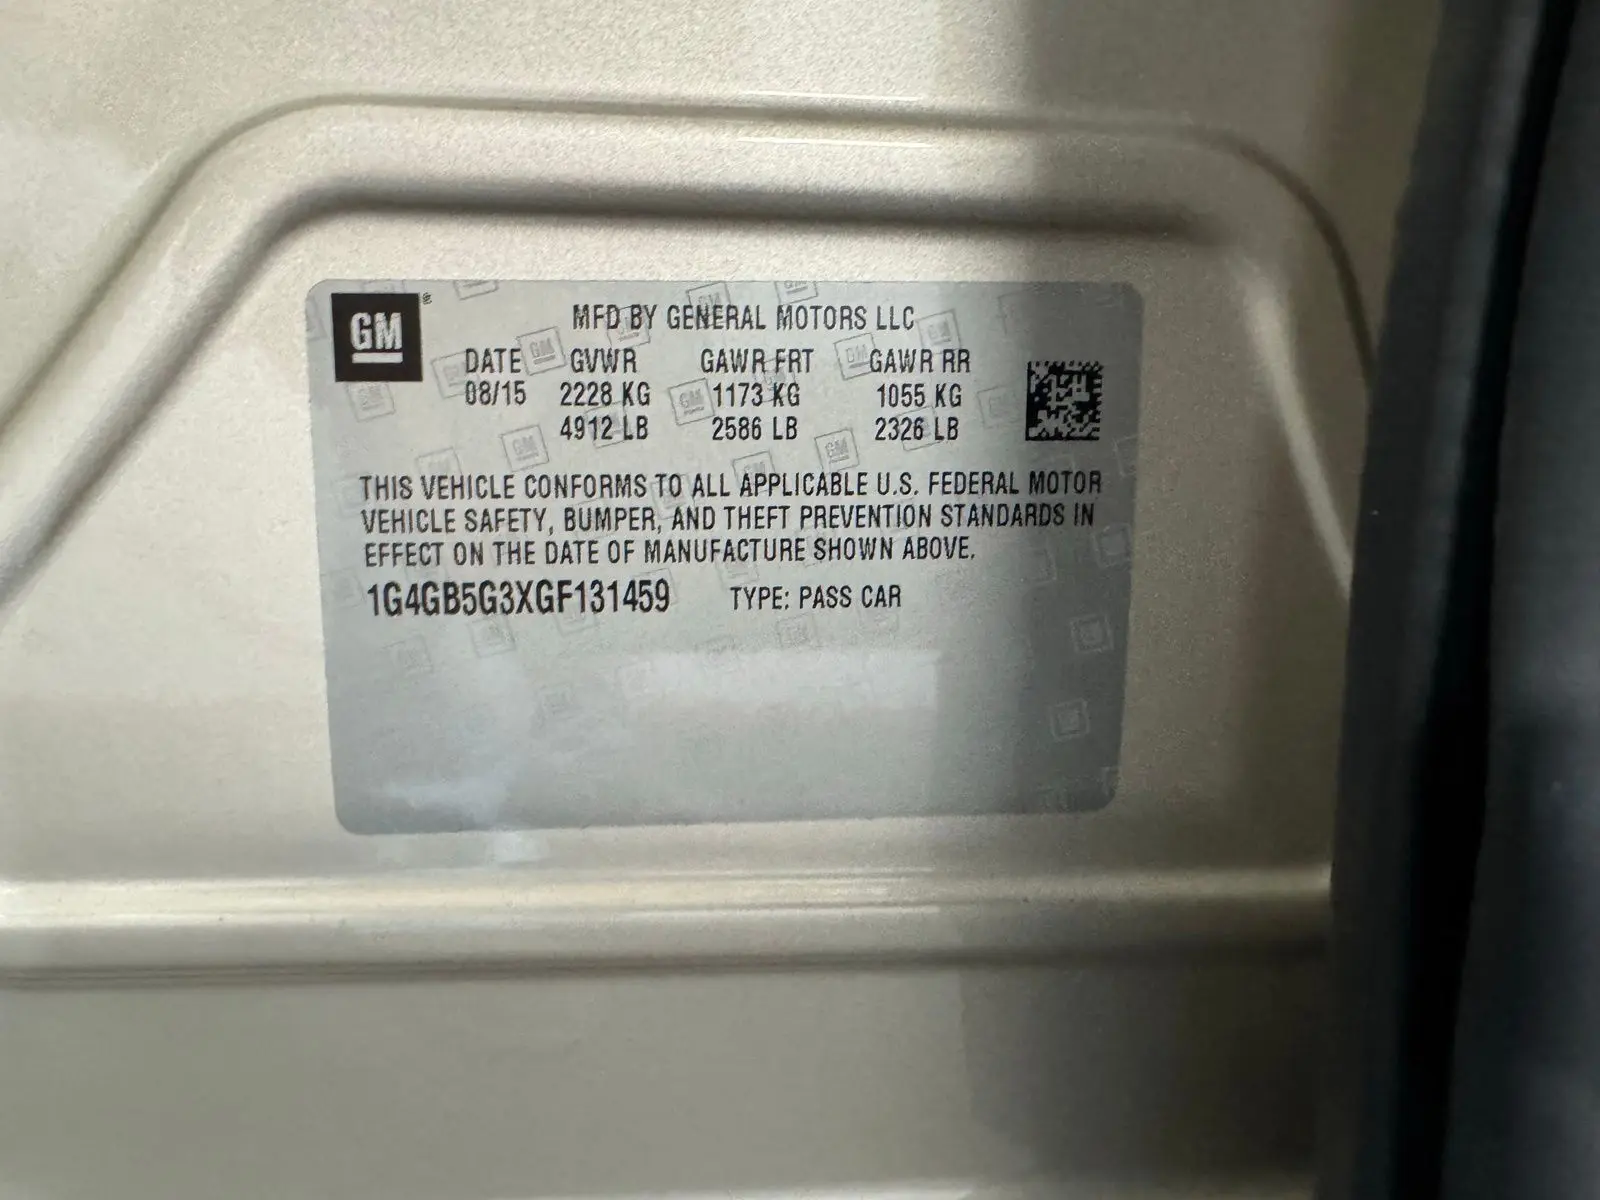 GM®
MFD BY GENERAL MOTORS LLC
DATE GVWR GAWR FRT GAWR RR
08/15 2228 KG 1173 KG 1055 KG
4912 LB 2586 LB 2326 LB
THIS VEHICLE CONFORMS TO ALL APPLICABLE U.S. FEDERAL MOTOR
VEHICLE SAFETY, BUMPER, AND THEFT PREVENTION STANDARDS IN
EFFECT ON THE DATE OF MANUFACTURE SHOWN ABOVE.
1G4GB5G3XGF131459 TYPE: PASS CAR